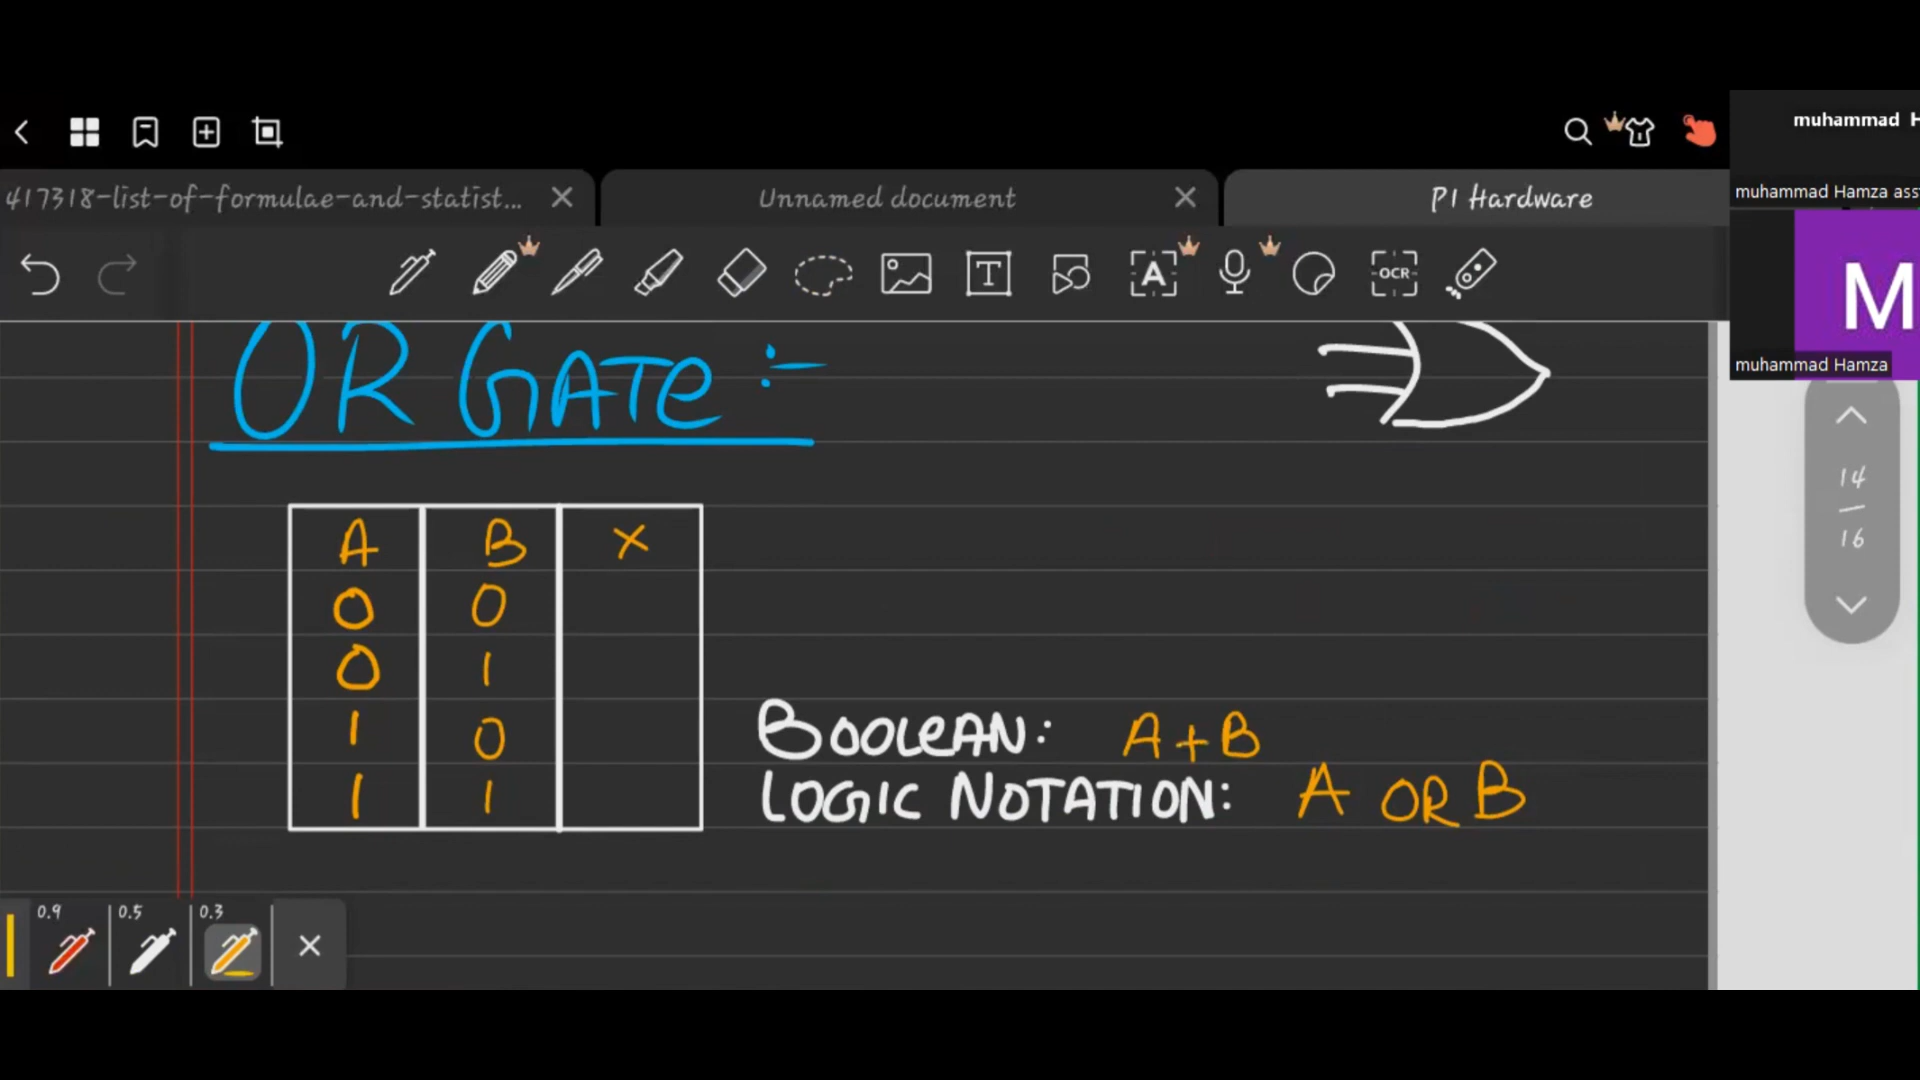 muhammad H
muhammad Hamza ass
417318-list-of-formulae-and-statist...
Unnamed document
P1 Hardware
T
A
OCR
M
muhammad Hamza
OR GATE :-
14
16
A B X
0 0
0 1
1 0
1 1
BOOLEAN: A+B
LOGIC NOTATION: A OR B
0.9 0.5 0.3